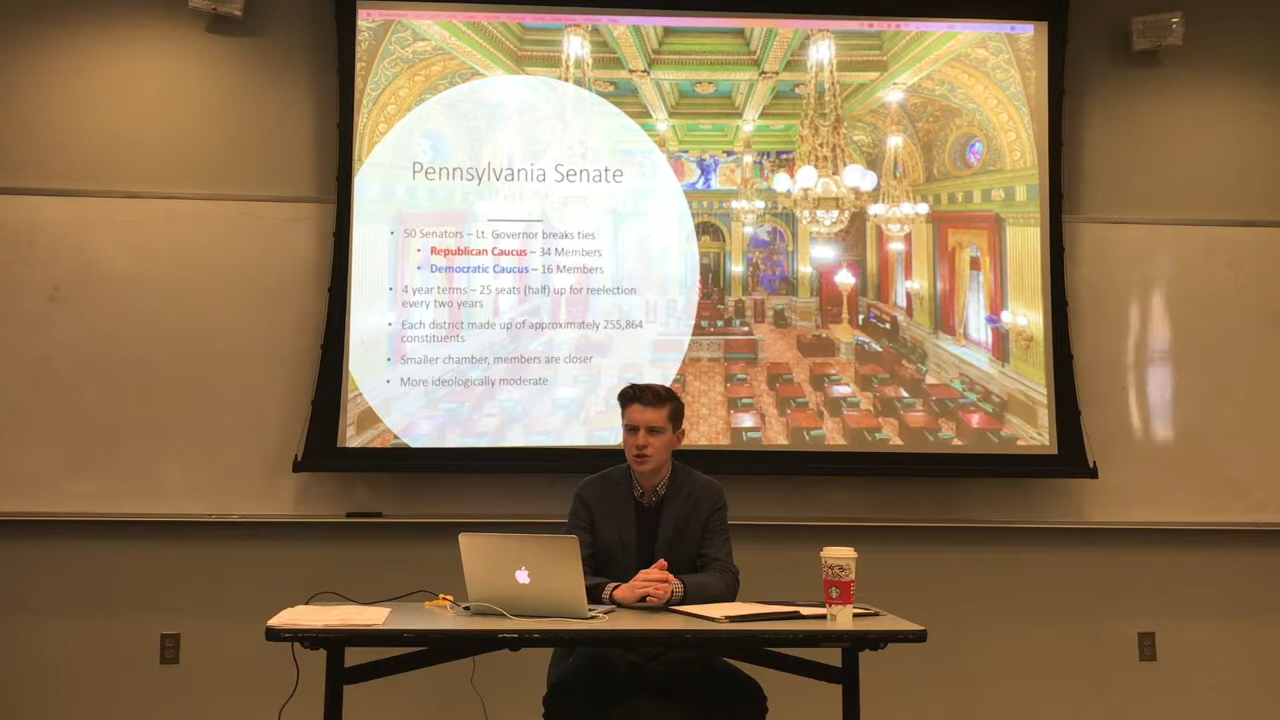 Pennsylvania Senate
• 50 Senators – Lt. Governor breaks ties
• Republican Caucus – 34 Members
• Democratic Caucus – 16 Members
• 4 year terms – 25 seats (half) up for reelection
every two years
• Each district made up of approximately 255,864
constituents
• Smaller chamber, members are closer
• More ideologically moderate